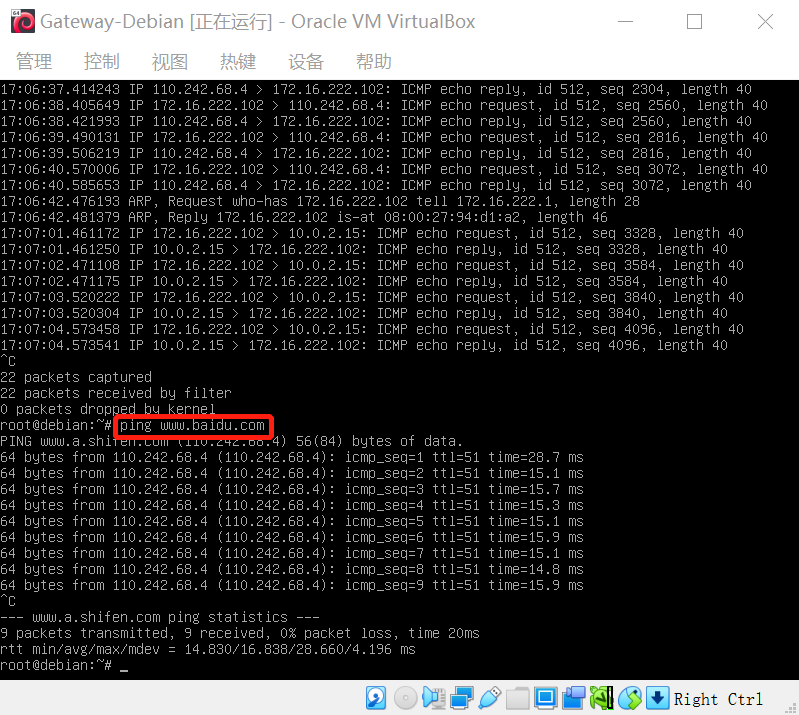 Gateway-Debian [正在运行] - Oracle VM VirtualBox
管理 控制 视图 热键 设备 帮助
17:06:37.414243 IP 110.242.68.4 > 172.16.222.102: ICMP echo reply, id 512, seq 2304, length 40
17:06:38.405649 IP 172.16.222.102 > 110.242.68.4: ICMP echo request, id 512, seq 2560, length 40
17:06:38.421993 IP 110.242.68.4 > 172.16.222.102: ICMP echo reply, id 512, seq 2560, length 40
17:06:39.490131 IP 172.16.222.102 > 110.242.68.4: ICMP echo request, id 512, seq 2816, length 40
17:06:39.506219 IP 110.242.68.4 > 172.16.222.102: ICMP echo reply, id 512, seq 2816, length 40
17:06:40.570006 IP 172.16.222.102 > 110.242.68.4: ICMP echo request, id 512, seq 3072, length 40
17:06:40.585653 IP 110.242.68.4 > 172.16.222.102: ICMP echo reply, id 512, seq 3072, length 40
17:06:42.476193 ARP, Request who-has 172.16.222.102 tell 172.16.222.1, length 28
17:06:42.481379 ARP, Reply 172.16.222.102 is-at 08:00:27:94:d1:a2, length 46
17:07:01.461172 IP 172.16.222.102 > 10.0.2.15: ICMP echo request, id 512, seq 3328, length 40
17:07:01.461250 IP 10.0.2.15 > 172.16.222.102: ICMP echo reply, id 512, seq 3328, length 40
17:07:02.471108 IP 172.16.222.102 > 10.0.2.15: ICMP echo request, id 512, seq 3584, length 40
17:07:02.471175 IP 10.0.2.15 > 172.16.222.102: ICMP echo reply, id 512, seq 3584, length 40
17:07:03.520222 IP 172.16.222.102 > 10.0.2.15: ICMP echo request, id 512, seq 3840, length 40
17:07:03.520304 IP 10.0.2.15 > 172.16.222.102: ICMP echo reply, id 512, seq 3840, length 40
17:07:04.573458 IP 172.16.222.102 > 10.0.2.15: ICMP echo request, id 512, seq 4096, length 40
17:07:04.573541 IP 10.0.2.15 > 172.16.222.102: ICMP echo reply, id 512, seq 4096, length 40
^C
22 packets captured
22 packets received by filter
0 packets dropped by kernel
root@debian:~# ping www.baidu.com
PING www.a.shifen.com (110.242.68.4) 56(84) bytes of data.
64 bytes from 110.242.68.4 (110.242.68.4): icmp_seq=1 ttl=51 time=28.7 ms
64 bytes from 110.242.68.4 (110.242.68.4): icmp_seq=2 ttl=51 time=15.1 ms
64 bytes from 110.242.68.4 (110.242.68.4): icmp_seq=3 ttl=51 time=15.7 ms
64 bytes from 110.242.68.4 (110.242.68.4): icmp_seq=4 ttl=51 time=15.3 ms
64 bytes from 110.242.68.4 (110.242.68.4): icmp_seq=5 ttl=51 time=15.1 ms
64 bytes from 110.242.68.4 (110.242.68.4): icmp_seq=6 ttl=51 time=15.9 ms
64 bytes from 110.242.68.4 (110.242.68.4): icmp_seq=7 ttl=51 time=15.1 ms
64 bytes from 110.242.68.4 (110.242.68.4): icmp_seq=8 ttl=51 time=14.8 ms
64 bytes from 110.242.68.4 (110.242.68.4): icmp_seq=9 ttl=51 time=15.9 ms
^C
--- www.a.shifen.com ping statistics ---
9 packets transmitted, 9 received, 0% packet loss, time 20ms
rtt min/avg/max/mdev = 14.830/16.838/28.660/4.196 ms
root@debian:~# _
Right Ctrl